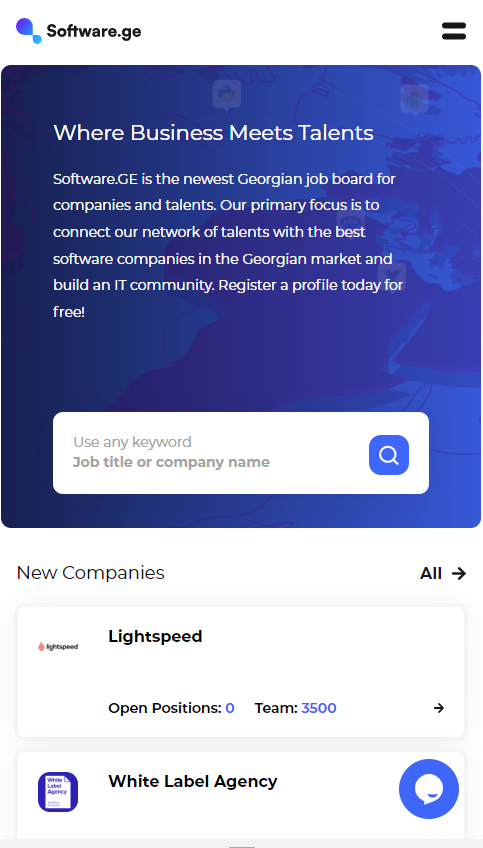 Software.ge
Where Business Meets Talents
Software.GE is the newest Georgian job board for
companies and talents. Our primary focus is to
connect our network of talents with the best
software companies in the Georgian market and
build an IT community. Register a profile today for
free!
Use any keyword
Job title or company name
New Companies
All
lightspeed
Lightspeed
Open Positions: 0 Team: 3500
White Label Agency
White
Label
Agency